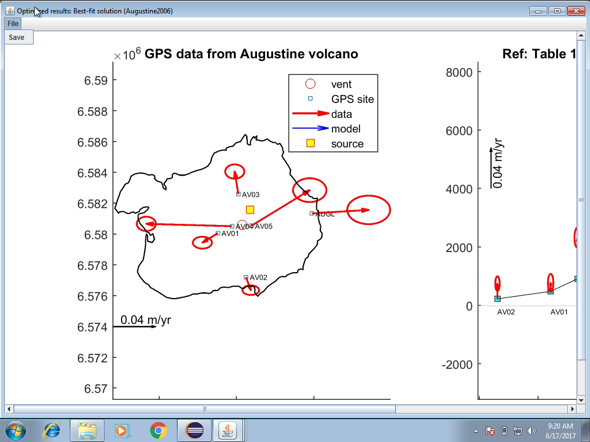 Optimized results: Best-fit solution (Augustine2006)
File
Save
×10⁶ GPS data from Augustine volcano
Ref: Table 1
6.59
6.588
6.586
6.584
6.582
6.58
6.578
6.576
6.574
6.572
6.57
vent
GPS site
data
model
source
AV03
AUGL
AV05
AV01
AV02
0.04 m/yr
8000
6000
4000
2000
0
-2000
0.04 m/yr
AV02
AV01
9:20 AM
6/17/2017